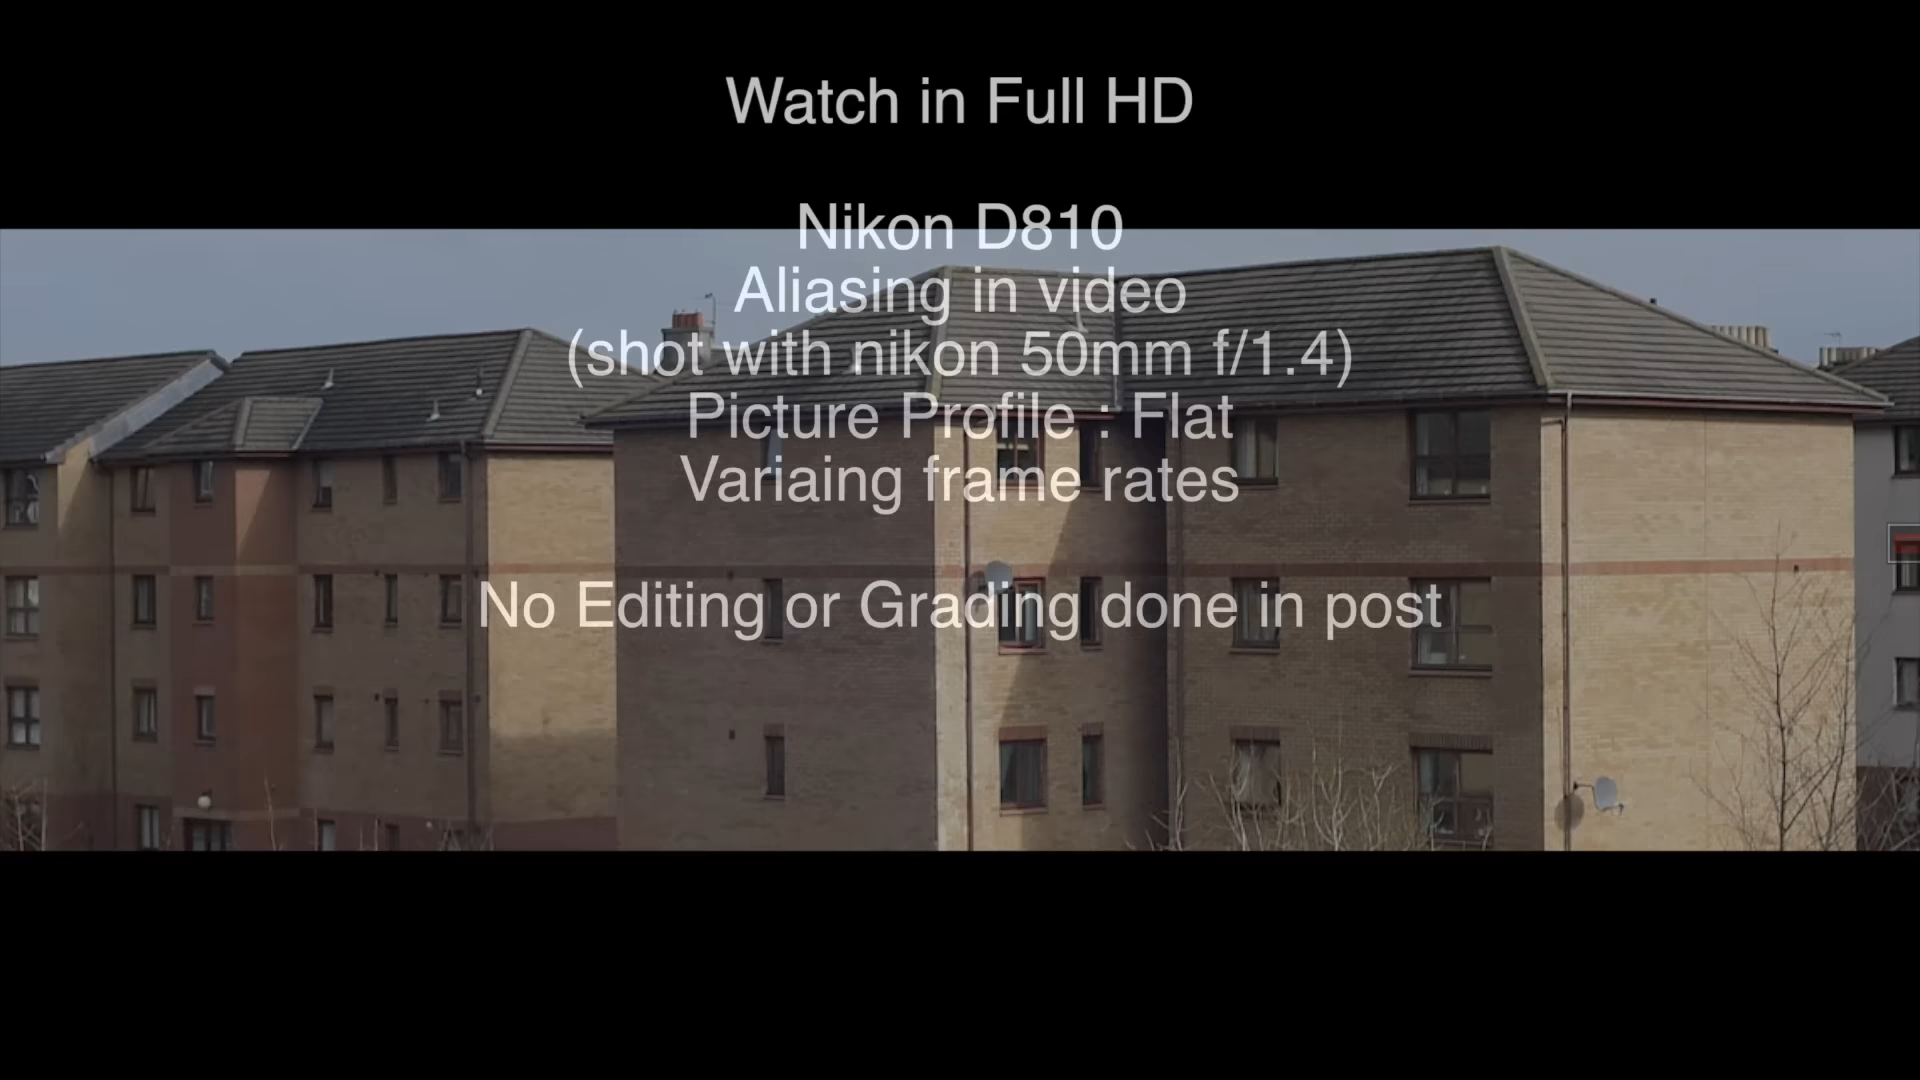 Watch in Full HD
Nikon D810
Aliasing in video
(shot with nikon 50mm f/1.4)
Picture Profile : Flat
Variaing frame rates
No Editing or Grading done in post